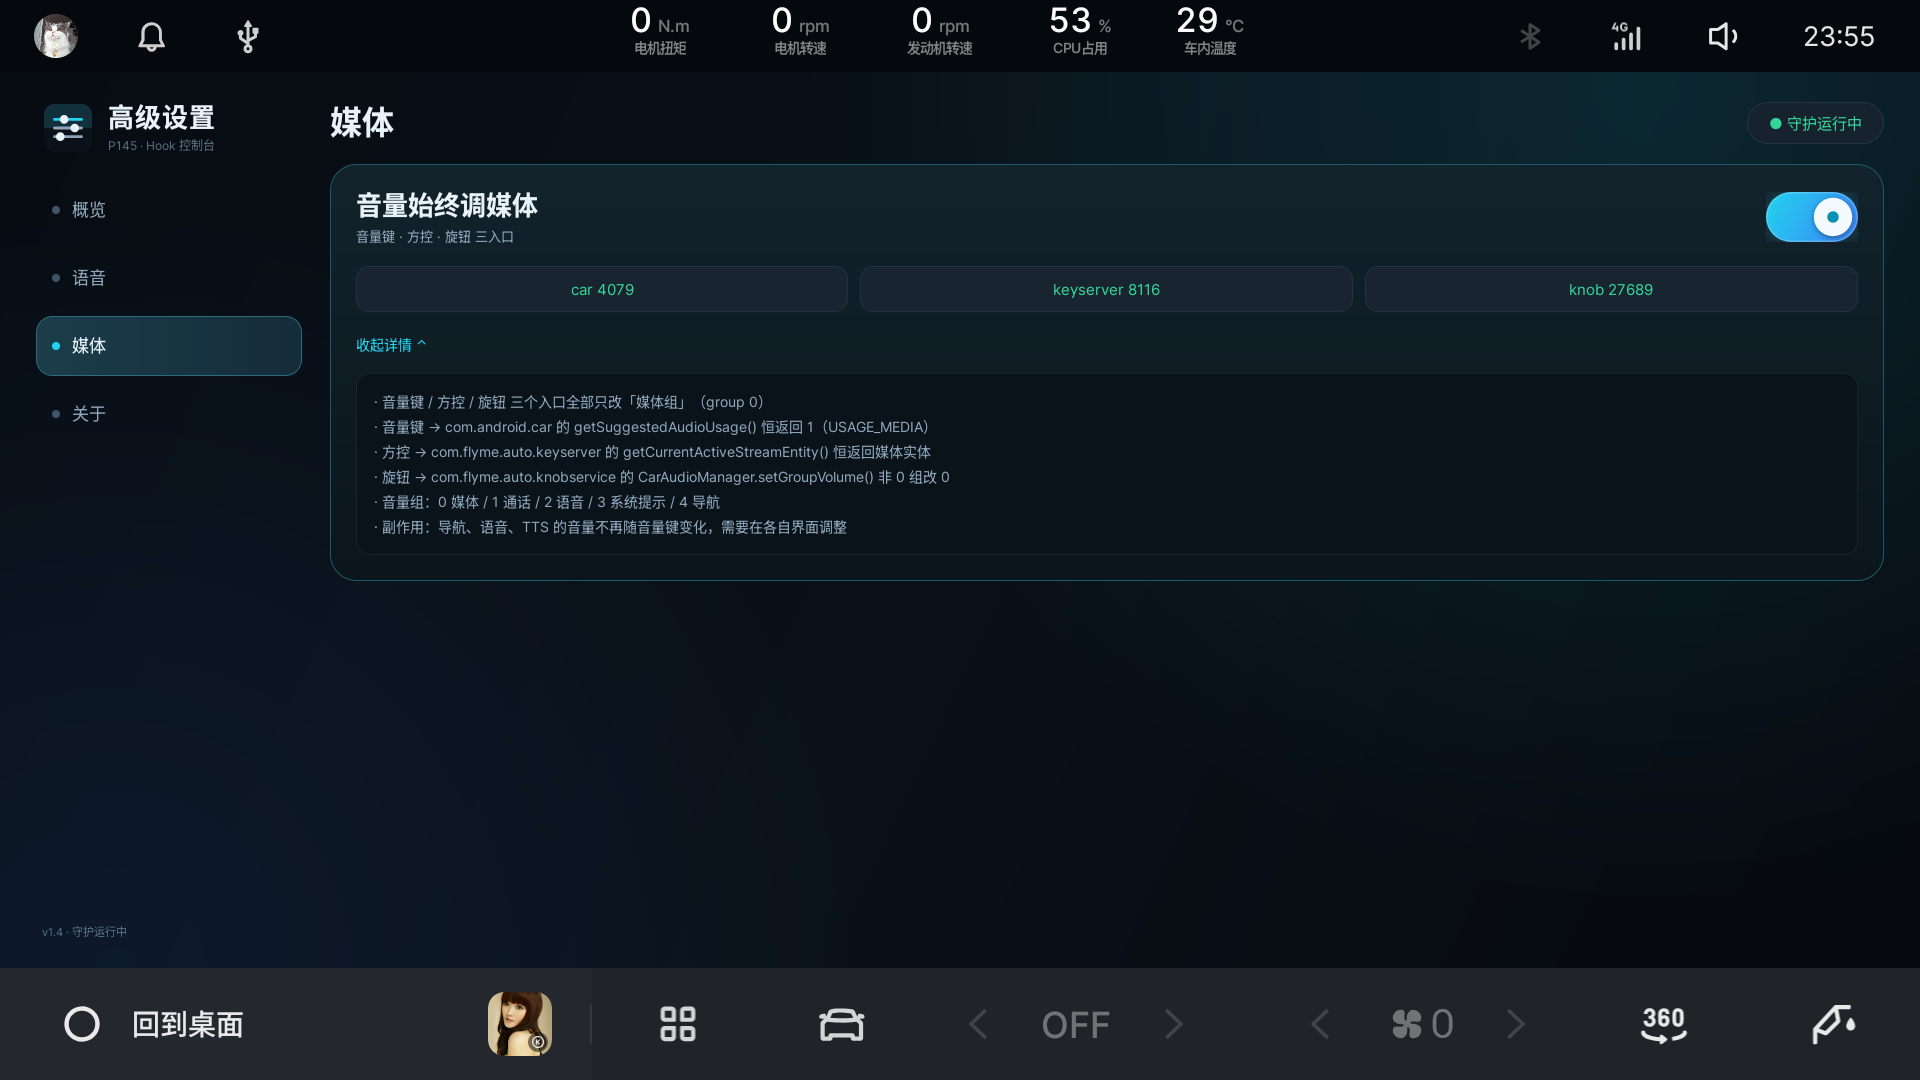 0 N.m
电机扭矩
0 rpm
电机转速
0 rpm
发动机转速
53 %
CPU占用
29 °C
车内温度
4G
23:55
高级设置
P145 · Hook 控制台
概览
语音
媒体
关于
v1.4 · 守护运行中
媒体
守护运行中
音量始终调媒体
音量键 · 方控 · 旋钮 三入口
car 4079
keyserver 8116
knob 27689
收起详情 ^
· 音量键 / 方控 / 旋钮 三个入口全部只改「媒体组」（group 0）
· 音量键 → com.android.car 的 getSuggestedAudioUsage() 恒返回 1（USAGE_MEDIA）
· 方控 → com.flyme.auto.keyserver 的 getCurrentActiveStreamEntity() 恒返回媒体实体
· 旋钮 → com.flyme.auto.knobservice 的 CarAudioManager.setGroupVolume() 非 0 组改 0
· 音量组：0 媒体 / 1 通话 / 2 语音 / 3 系统提示 / 4 导航
· 副作用：导航、语音、TTS 的音量不再随音量键变化，需要在各自界面调整
回到桌面
K
OFF
0
360